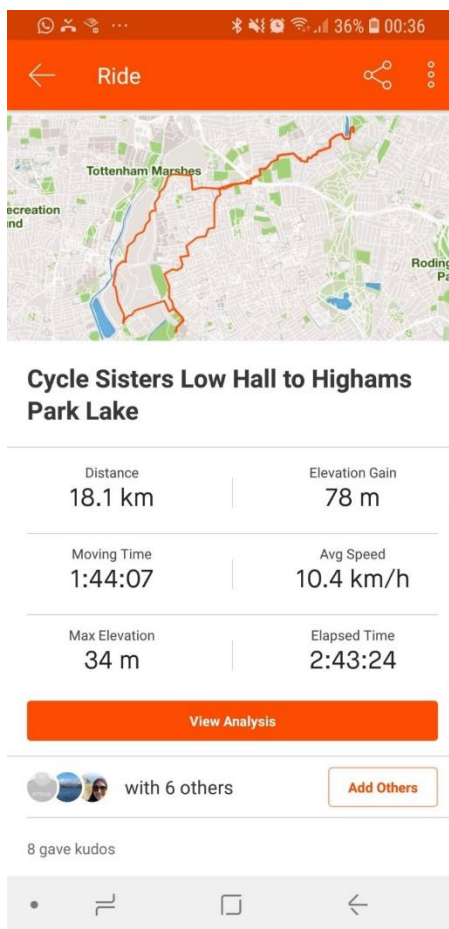 36% 00:36
Ride
Tottenham Marshes
ecreation
nd
Roding
Pa
Cycle Sisters Low Hall to Highams
Park Lake
Distance Elevation Gain
18.1 km 78 m
Moving Time Avg Speed
1:44:07 10.4 km/h
Max Elevation Elapsed Time
34 m 2:43:24
View Analysis
with 6 others Add Others
8 gave kudos